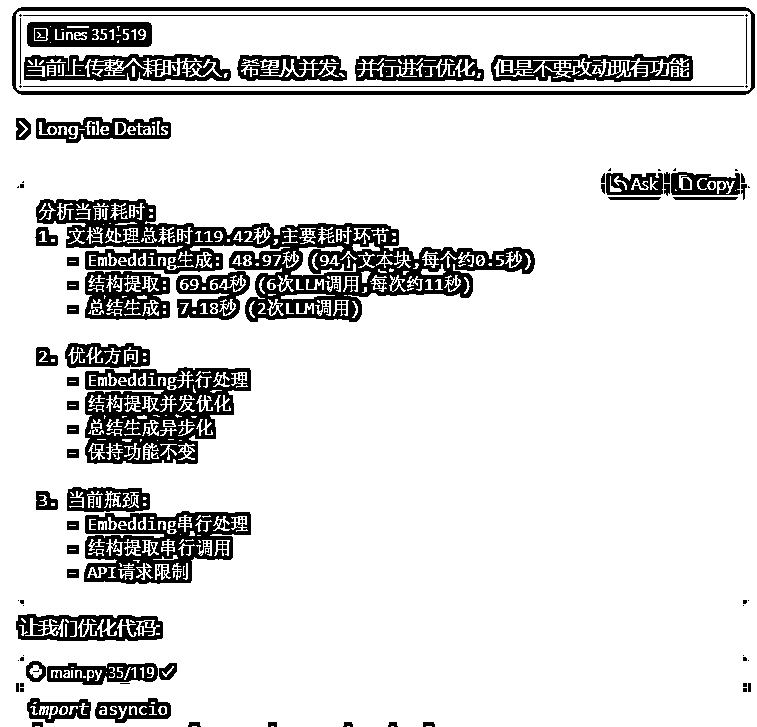 Lines 351-519
当前上传整个耗时较久，希望从并发、并行进行优化，但是不要改动现有功能
Long-file Details
Ask Copy
分析当前耗时:
1. 文档处理总耗时119.42秒,主要耗时环节:
- Embedding生成: 48.97秒 (94个文本块,每个约0.5秒)
- 结构提取: 69.64秒 (6次LLM调用,每次约11秒)
- 总结生成: 7.18秒 (2次LLM调用)
2. 优化方向:
- Embedding并行处理
- 结构提取并发优化
- 总结生成异步化
- 保持功能不变
3. 当前瓶颈:
- Embedding串行处理
- 结构提取串行调用
- API请求限制
让我们优化代码:
main.py 35/119
import asyncio